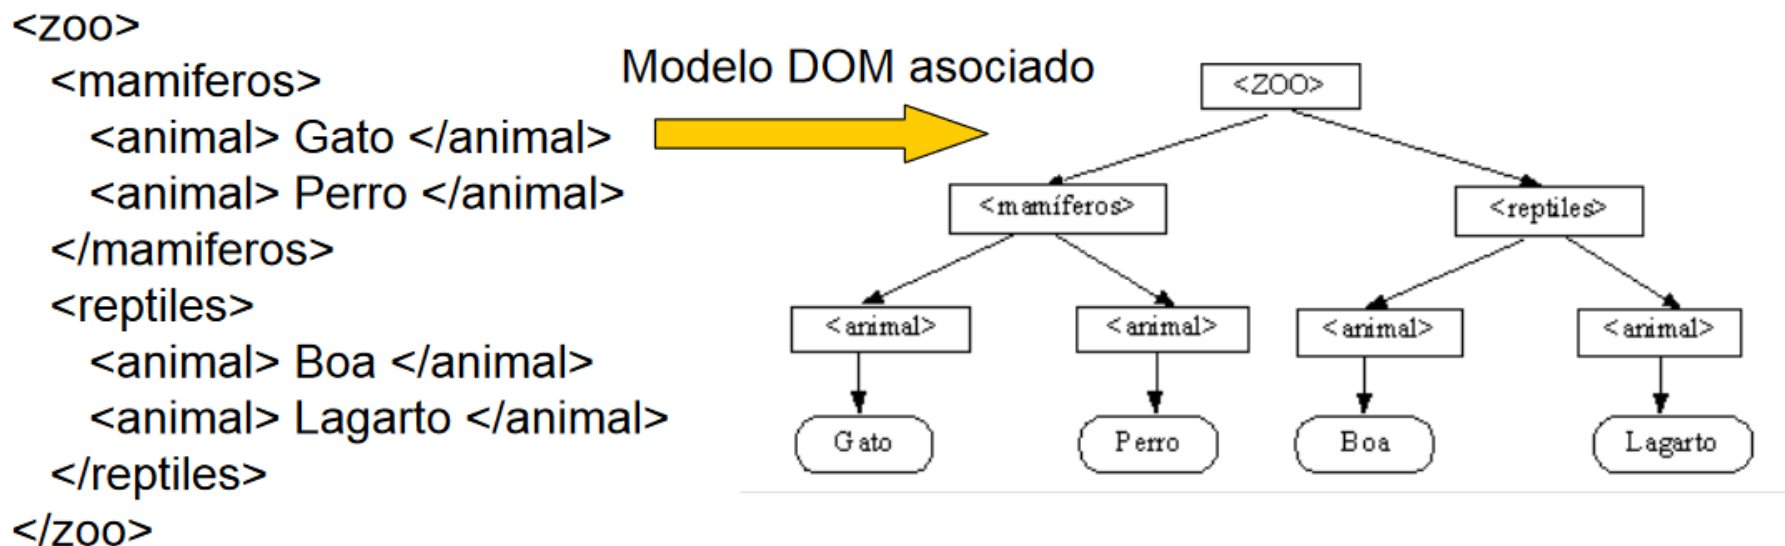 <zoo>
<mamiferos>
<animal> Gato </animal>
<animal> Perro </animal>
</mamiferos>
<reptiles>
<animal> Boa </animal>
<animal> Lagarto </animal>
</reptiles>
</zoo>
Modelo DOM asociado
<ZOO>
<mamíferos> <reptiles>
<animal> <animal> <animal> <animal>
Gato Perro Boa Lagarto